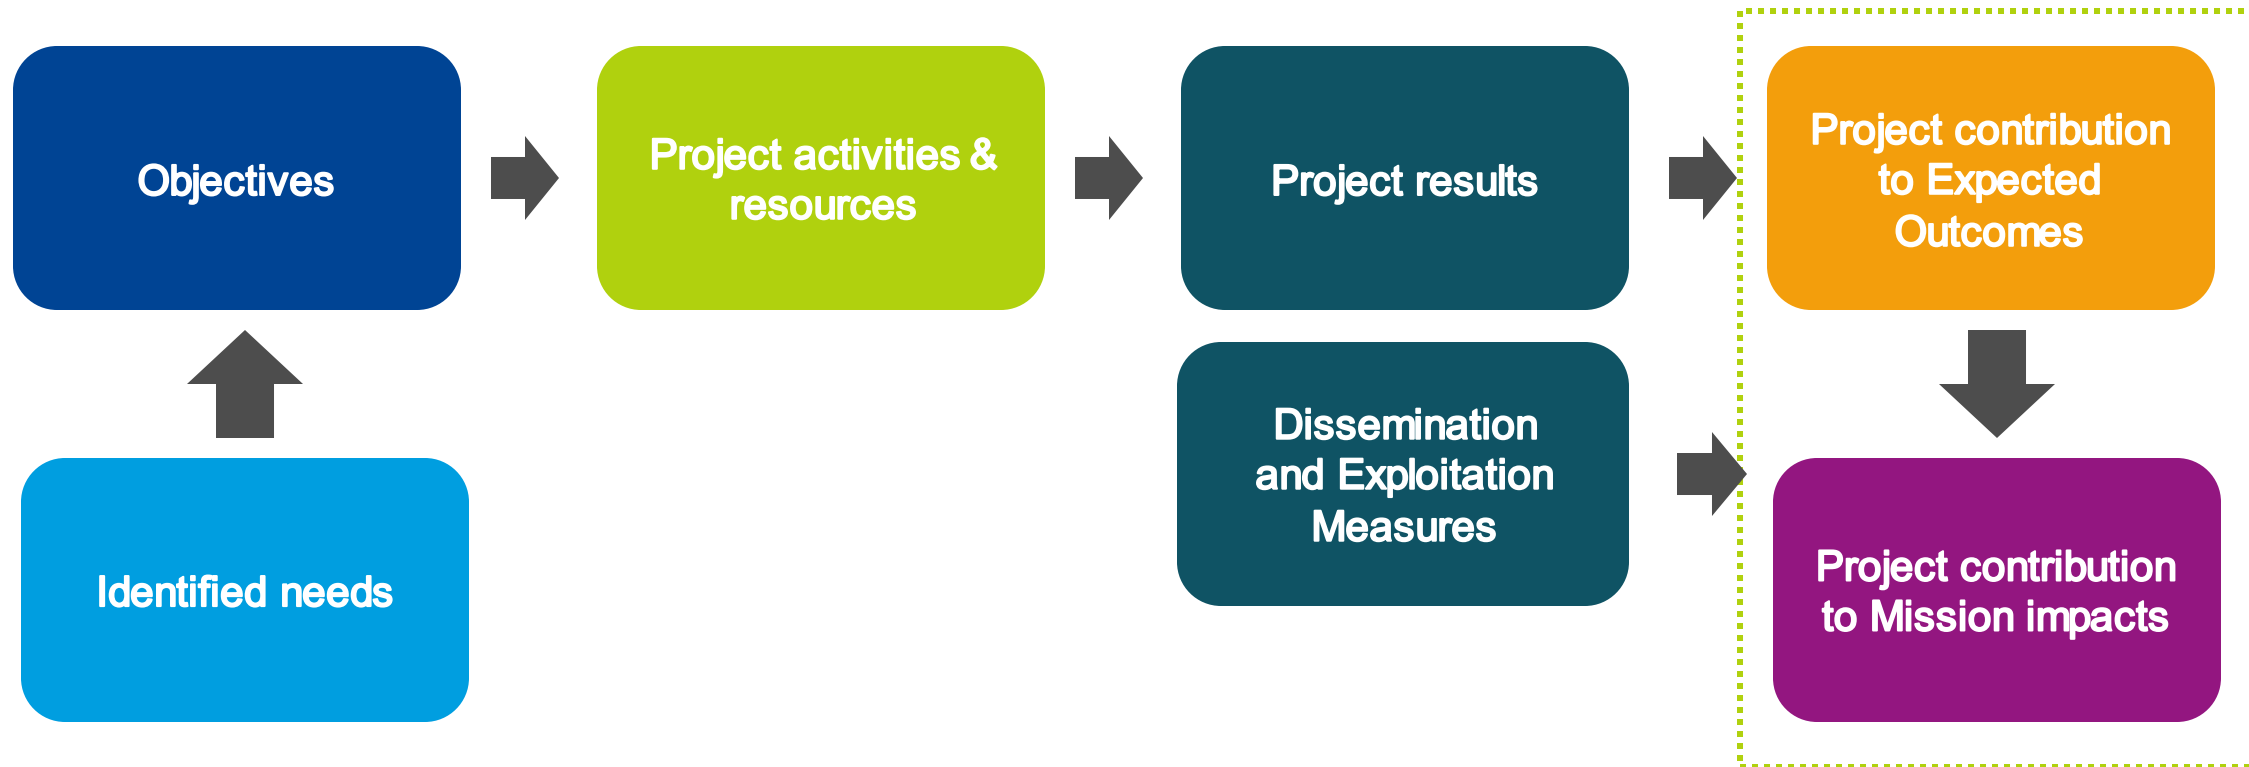 Objectives
Project activities &
resources
Project results
Project contribution
to Expected
Outcomes
Identified needs
Dissemination
and Exploitation
Measures
Project contribution
to Mission impacts